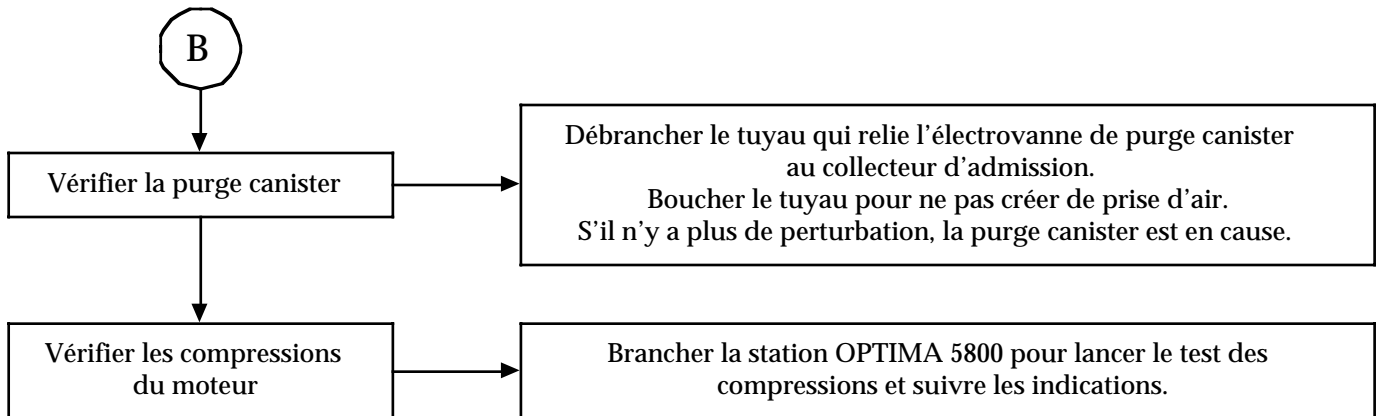 B
Vérifier la purge canister
Débrancher le tuyau qui relie l’électrovanne de purge canister
au collecteur d’admission.
Boucher le tuyau pour ne pas créer de prise d’air.
S’il n’y a plus de perturbation, la purge canister est en cause.
Vérifier les compressions
du moteur
Brancher la station OPTIMA 5800 pour lancer le test des
compressions et suivre les indications.